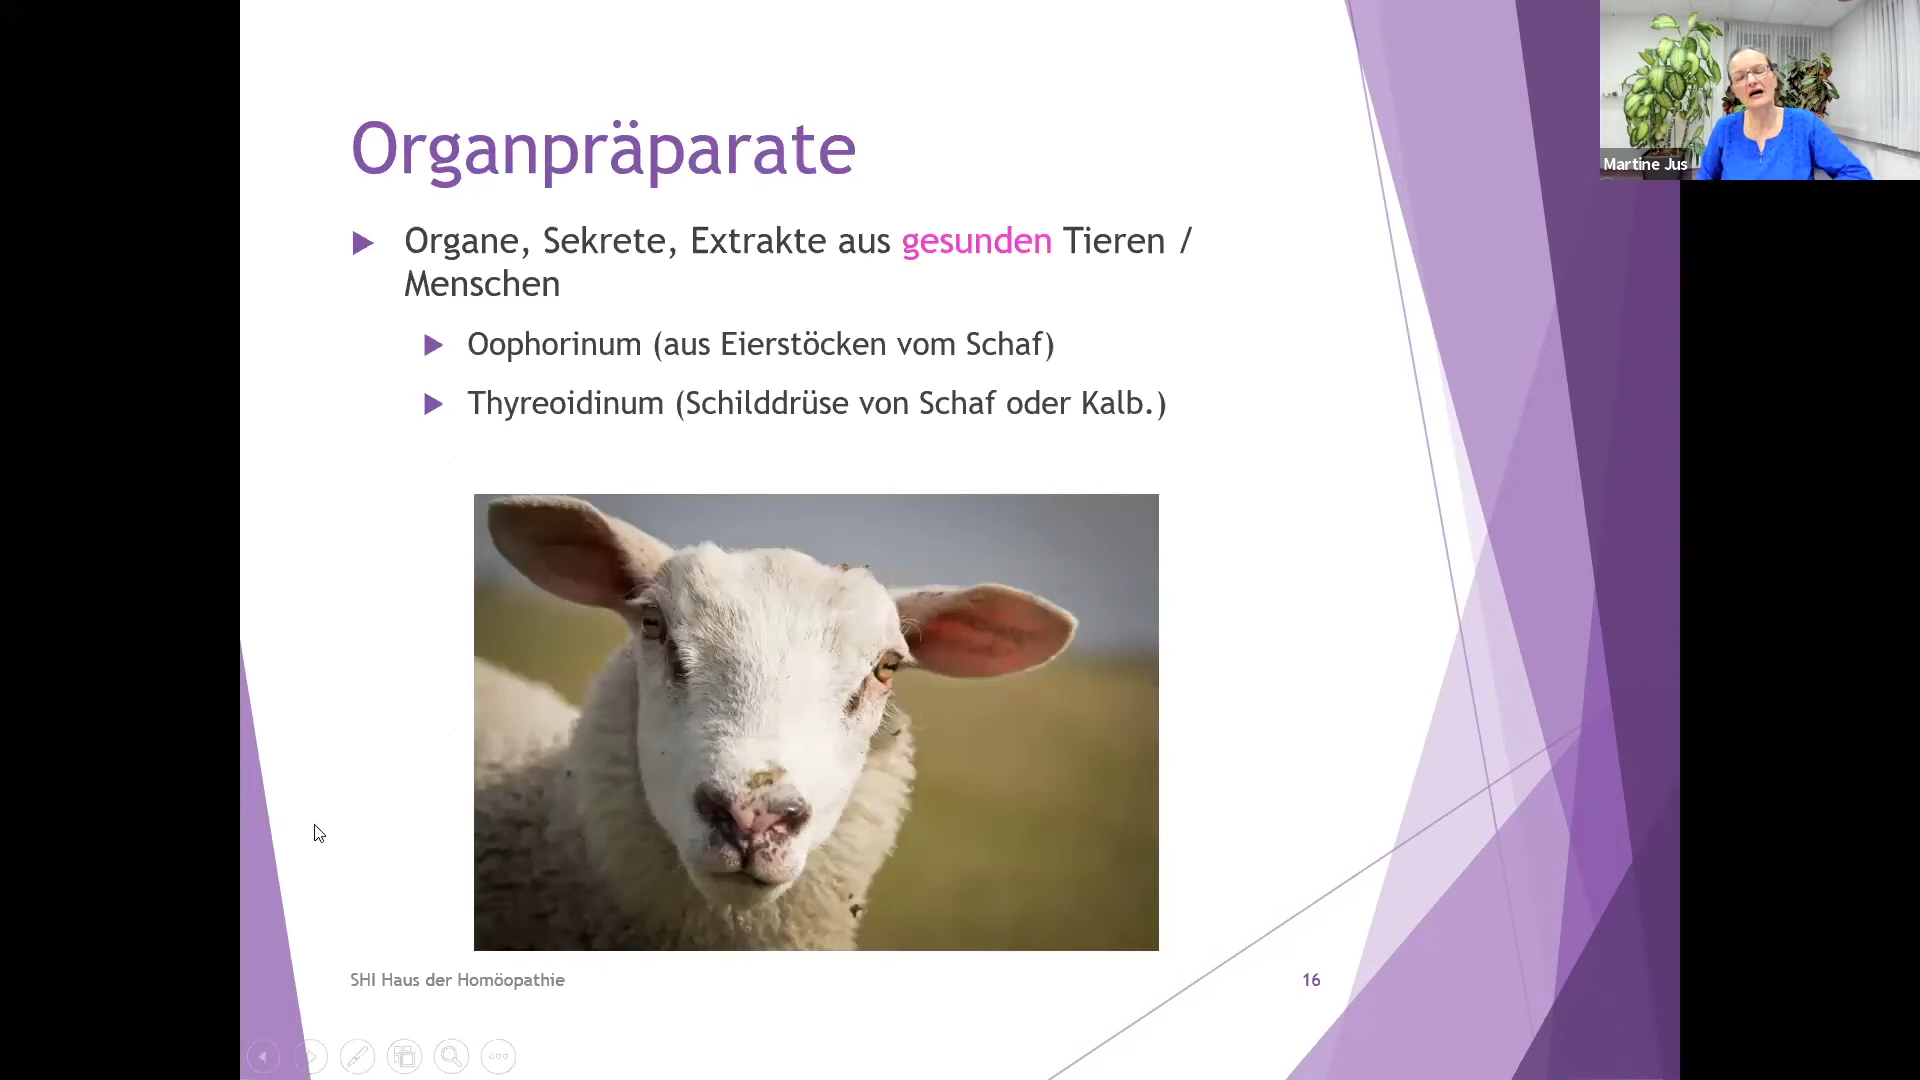 Organpräparate
Organe, Sekrete, Extrakte aus gesunden Tieren /
Menschen
Oophorinum (aus Eierstöcken vom Schaf)
Thyreoidinum (Schilddrüse von Schaf oder Kalb.)
SHI Haus der Homöopathie
16
Martine Jus